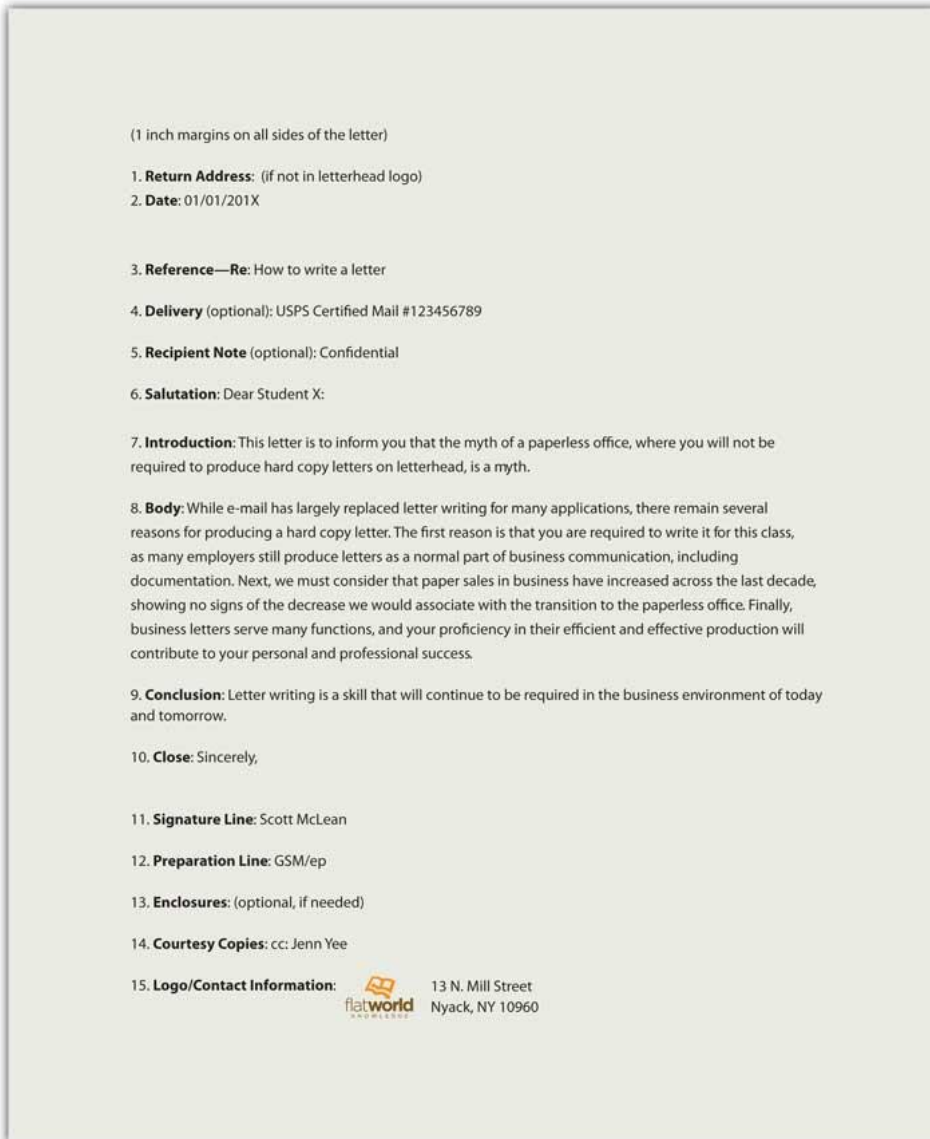 (1 inch margins on all sides of the letter)
1. Return Address: (if not in letterhead logo)
2. Date: 01/01/201X
3. Reference—Re: How to write a letter
4. Delivery (optional): USPS Certified Mail #123456789
5. Recipient Note (optional): Confidential
6. Salutation: Dear Student X:
7. Introduction: This letter is to inform you that the myth of a paperless office, where you will not be
required to produce hard copy letters on letterhead, is a myth.
8. Body: While e-mail has largely replaced letter writing for many applications, there remain several
reasons for producing a hard copy letter. The first reason is that you are required to write it for this class,
as many employers still produce letters as a normal part of business communication, including
documentation. Next, we must consider that paper sales in business have increased across the last decade,
showing no signs of the decrease we would associate with the transition to the paperless office. Finally,
business letters serve many functions, and your proficiency in their efficient and effective production will
contribute to your personal and professional success.
9. Conclusion: Letter writing is a skill that will continue to be required in the business environment of today
and tomorrow.
10. Close: Sincerely,
11. Signature Line: Scott McLean
12. Preparation Line: GSM/ep
13. Enclosures: (optional, if needed)
14. Courtesy Copies: cc: Jenn Yee
15. Logo/Contact Information:
flatworld
KNOWLEDGE
13 N. Mill Street
Nyack, NY 10960